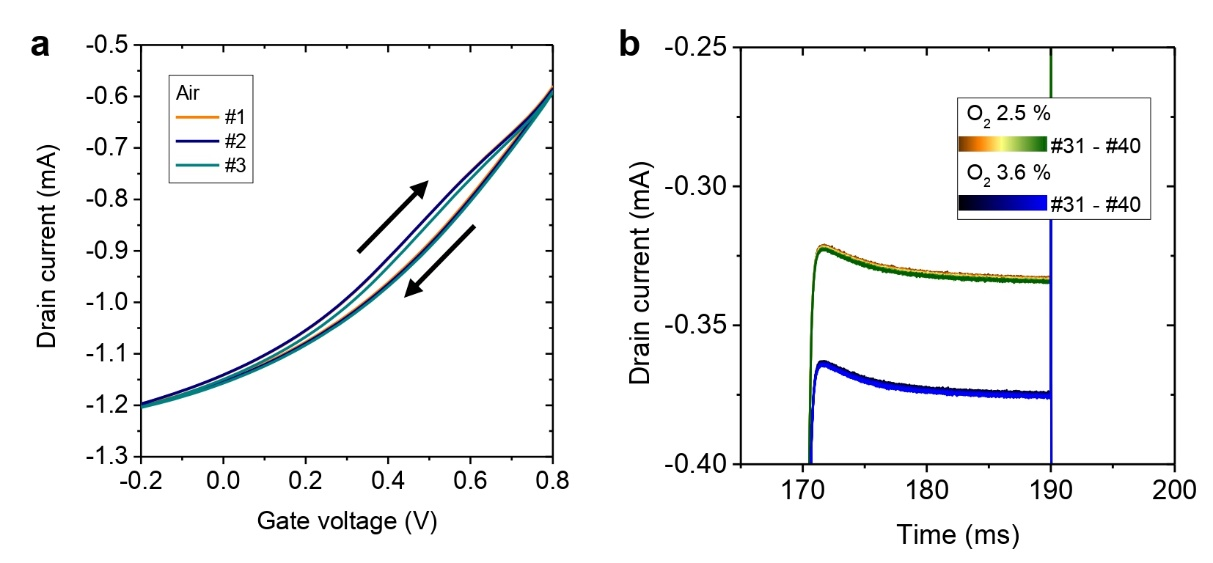 a
-0.5
-0.6
-0.7
-0.8
-0.9
-1.0
-1.1
-1.2
-1.3
-0.2
0.0
0.2
0.4
0.6
0.8
Drain current (mA)
Gate voltage (V)
Air
#1
#2
#3
b
-0.25
-0.30
-0.35
-0.40
170
180
190
200
Drain current (mA)
Time (ms)
O2 2.5 %
#31 - #40
O2 3.6 %
#31 - #40